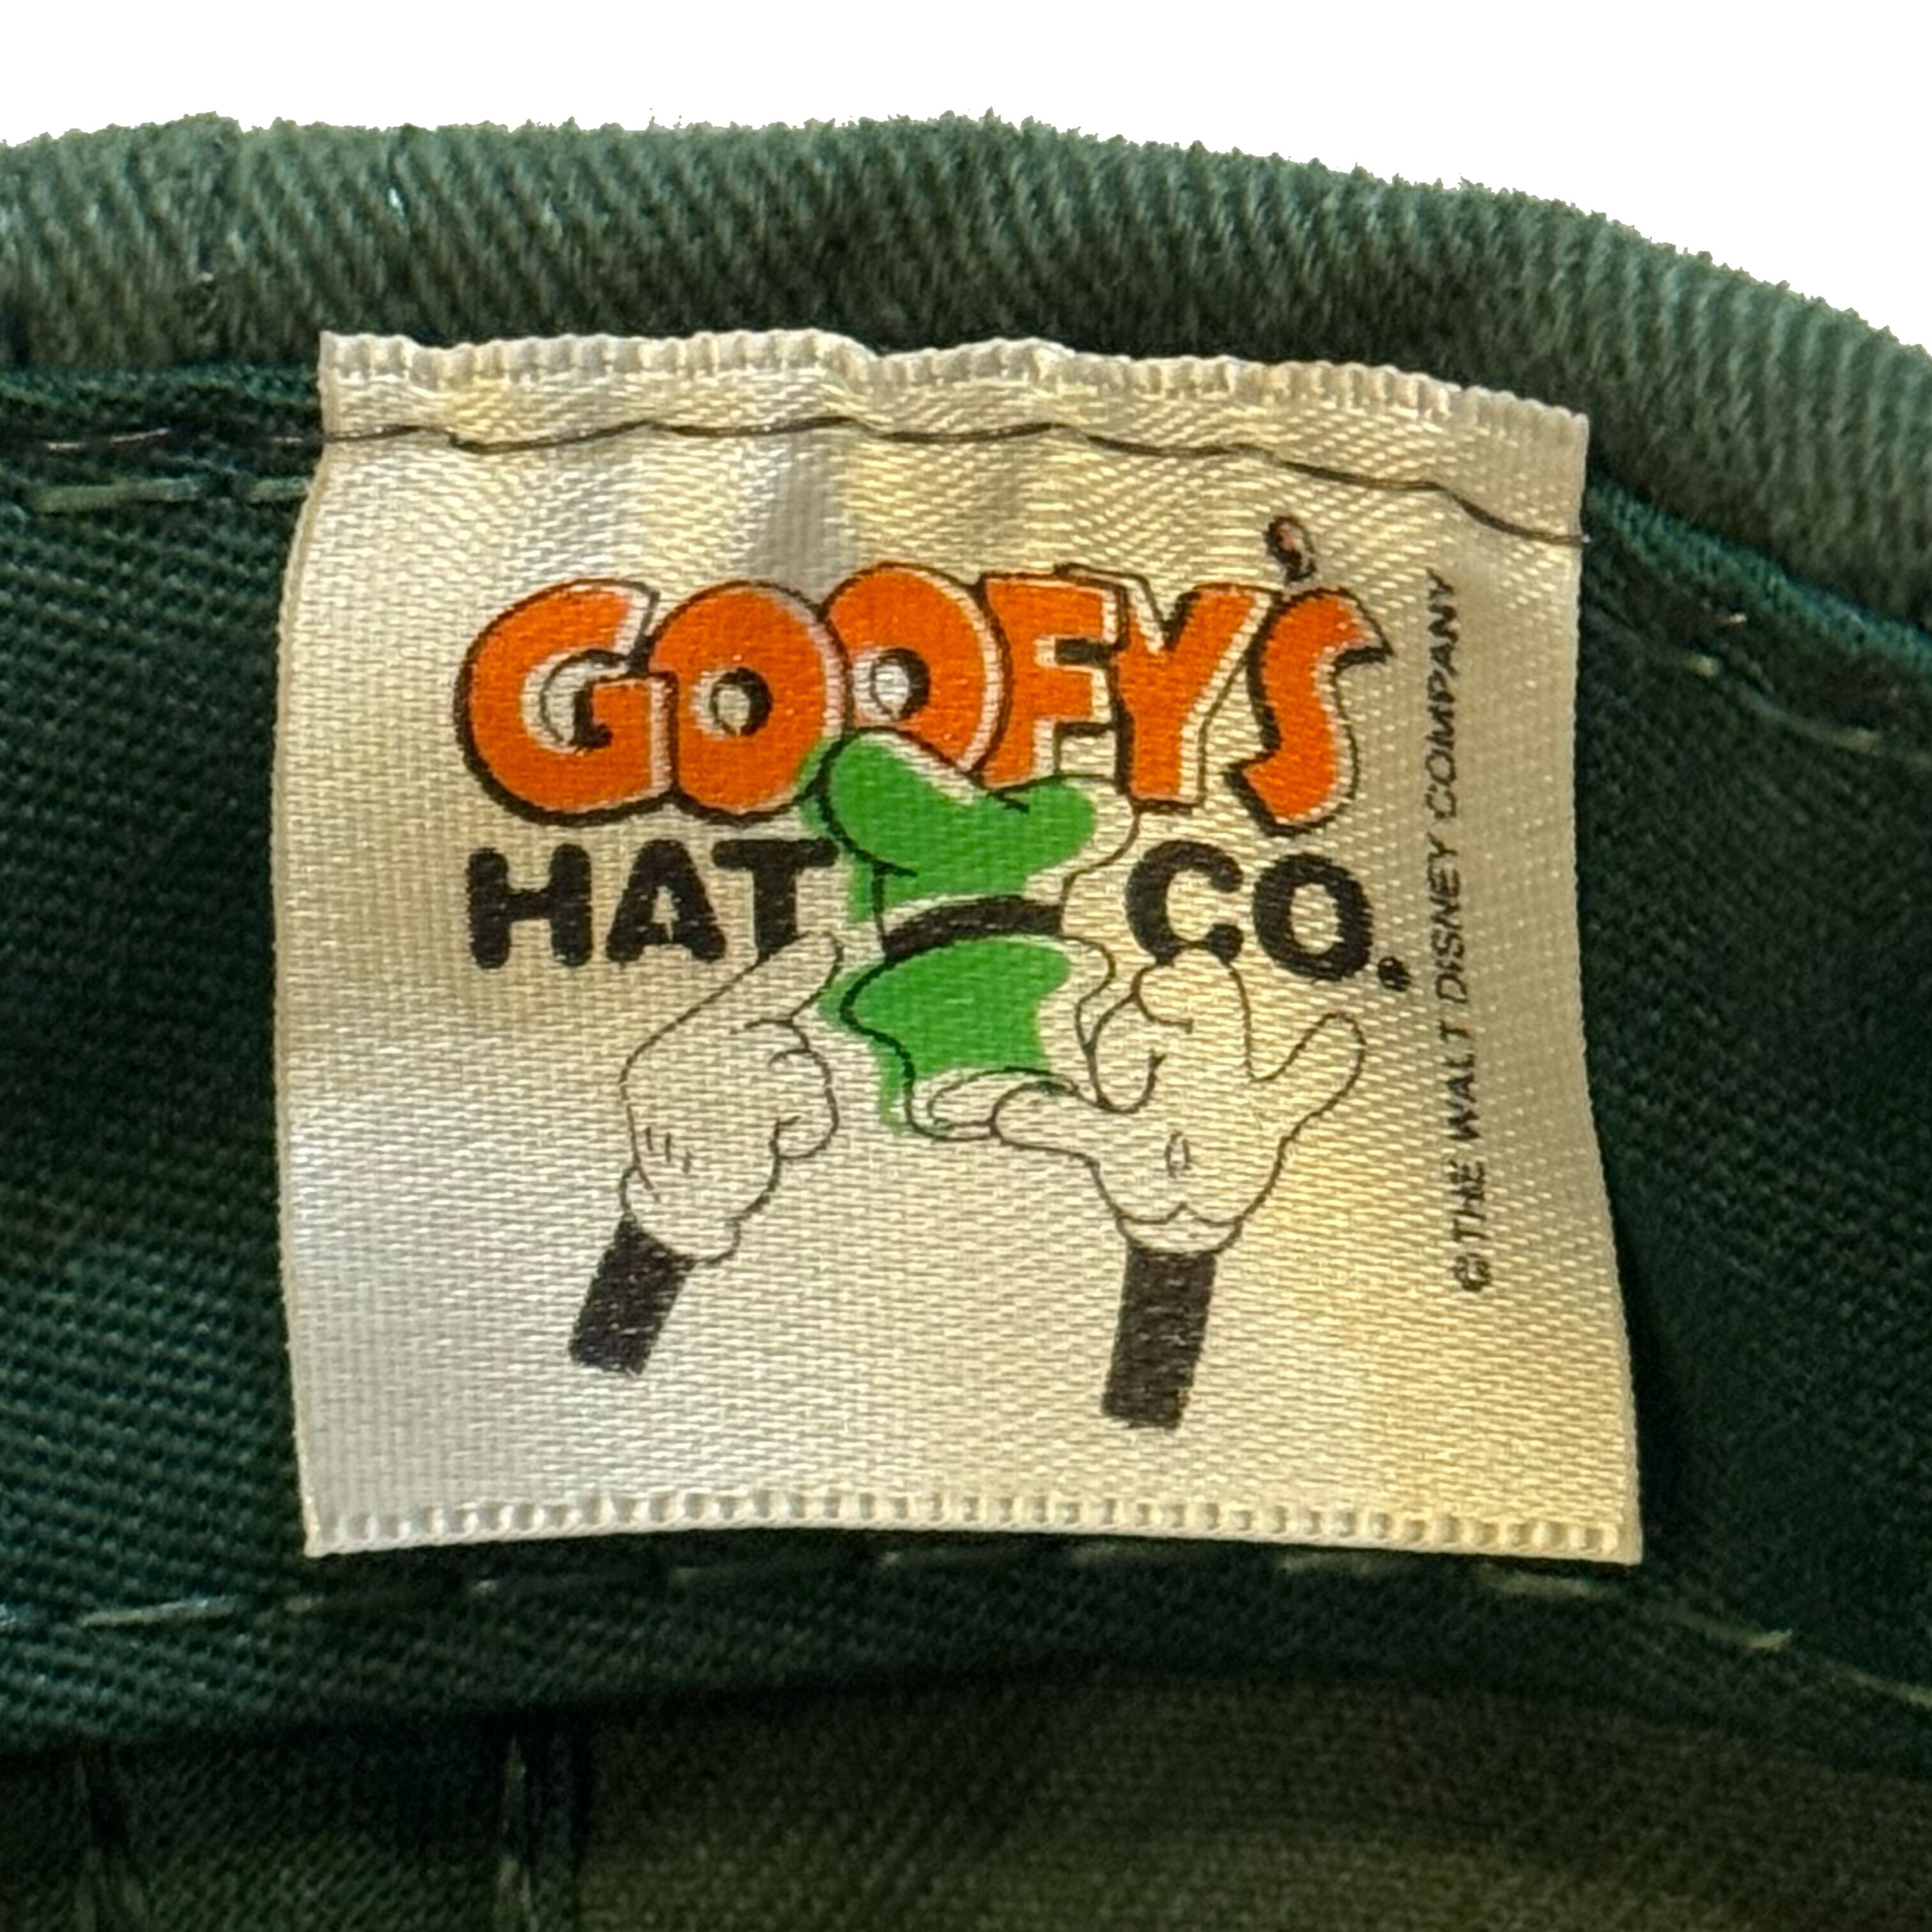 GOOFY'S
HAT CO.
© THE WALT DISNEY COMPANY